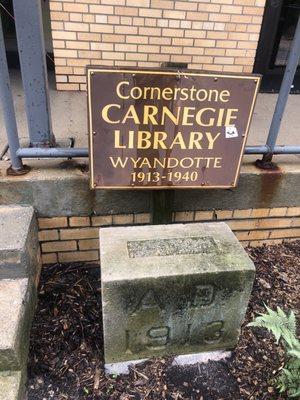 Cornerstone
CARNEGIE
LIBRARY
WYANDOTTE
1913-1940
A D
1913